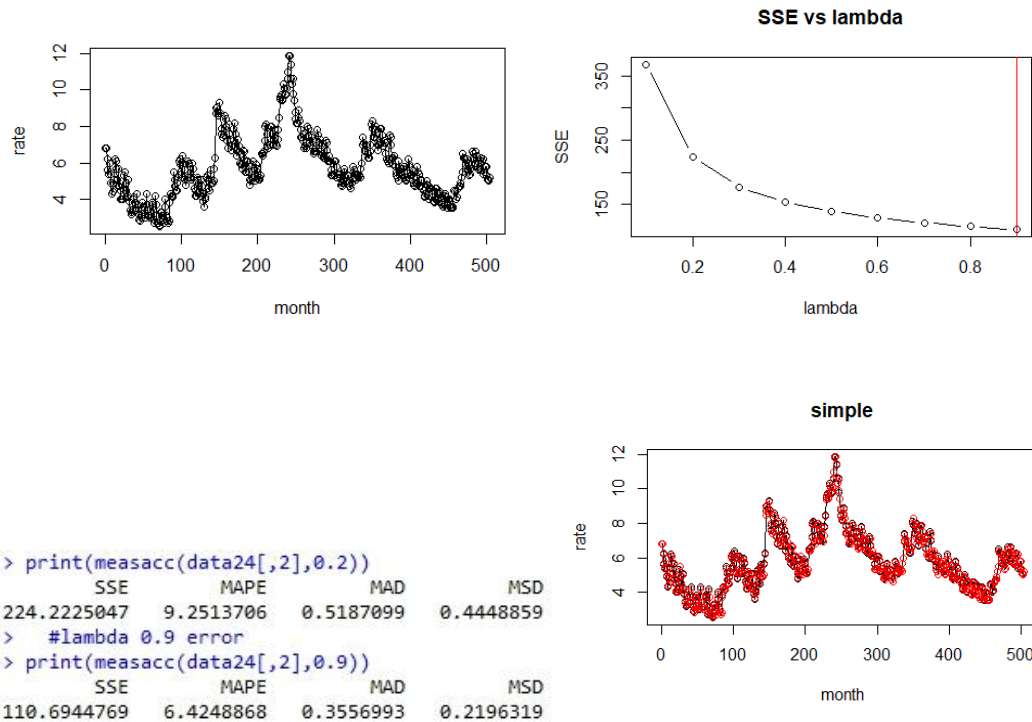 rate
12
10
8
6
4
0
100
200
300
400
500
month
SSE vs lambda
SSE
350
250
150
0.2
0.4
0.6
0.8
lambda
> print(measacc(data24[,2],0.2))
SSE MAPE MAD MSD
224.2225047 9.2513706 0.5187099 0.4448859
> #lambda 0.9 error
> print(measacc(data24[,2],0.9))
SSE MAPE MAD MSD
110.6944769 6.4248868 0.3556993 0.2196319
simple
rate
12
10
8
6
4
0
100
200
300
400
500
month